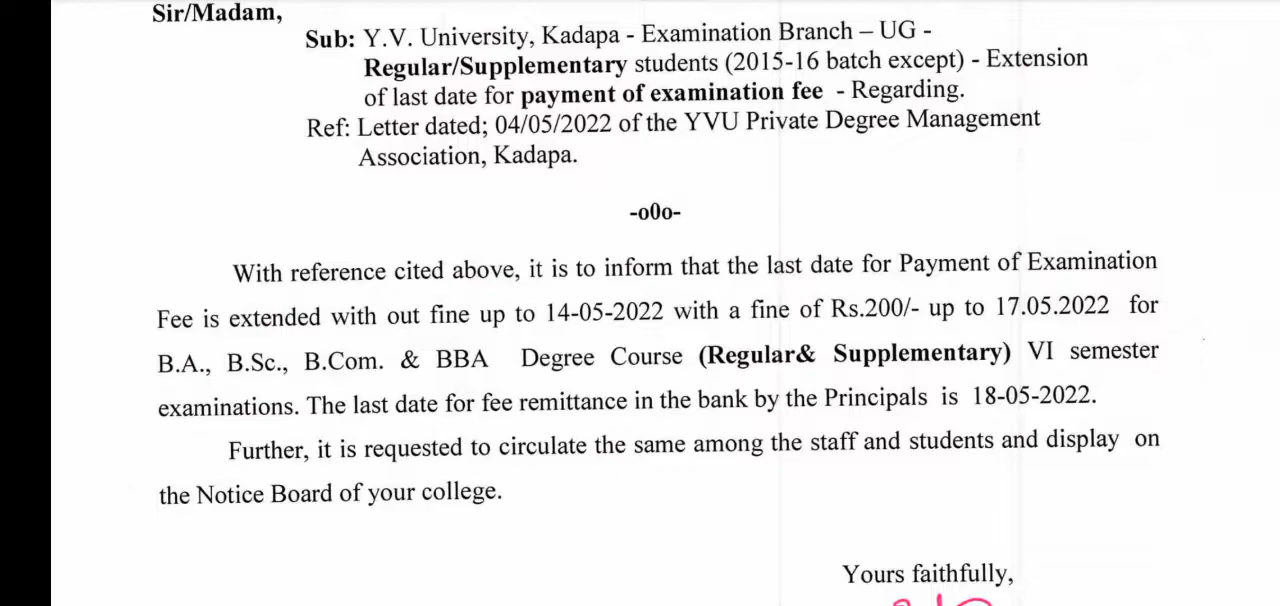 Sir/Madam,
Sub: Y.V. University, Kadapa - Examination Branch – UG -
Regular/Supplementary students (2015-16 batch except) - Extension
of last date for payment of examination fee - Regarding.
Ref: Letter dated; 04/05/2022 of the YVU Private Degree Management
Association, Kadapa.
-o0o-
With reference cited above, it is to inform that the last date for Payment of Examination
Fee is extended with out fine up to 14-05-2022 with a fine of Rs.200/- up to 17.05.2022 for
B.A., B.Sc., B.Com. & BBA Degree Course (Regular& Supplementary) VI semester
examinations. The last date for fee remittance in the bank by the Principals is 18-05-2022.
Further, it is requested to circulate the same among the staff and students and display on
the Notice Board of your college.
Yours faithfully,